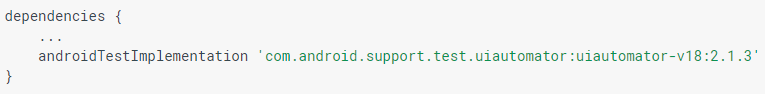 dependencies {
    ...
    androidTestImplementation 'com.android.support.test.uiautomator:uiautomator-v18:2.1.3'
}